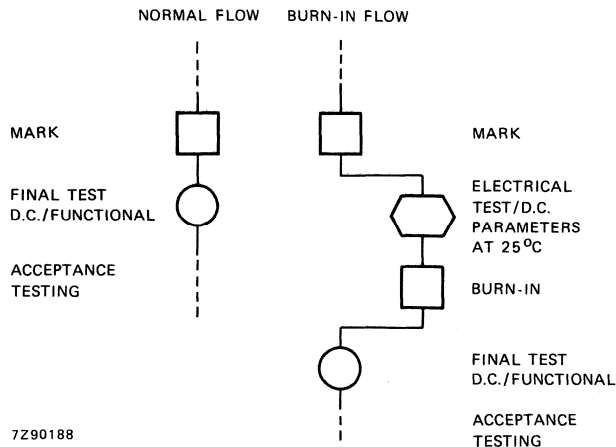 NORMAL FLOW
BURN-IN FLOW
MARK
FINAL TEST
D.C./FUNCTIONAL
ACCEPTANCE
TESTING
MARK
ELECTRICAL
TEST/D.C.
PARAMETERS
AT 25°C
BURN-IN
FINAL TEST
D.C./FUNCTIONAL
ACCEPTANCE
TESTING
7Z90188